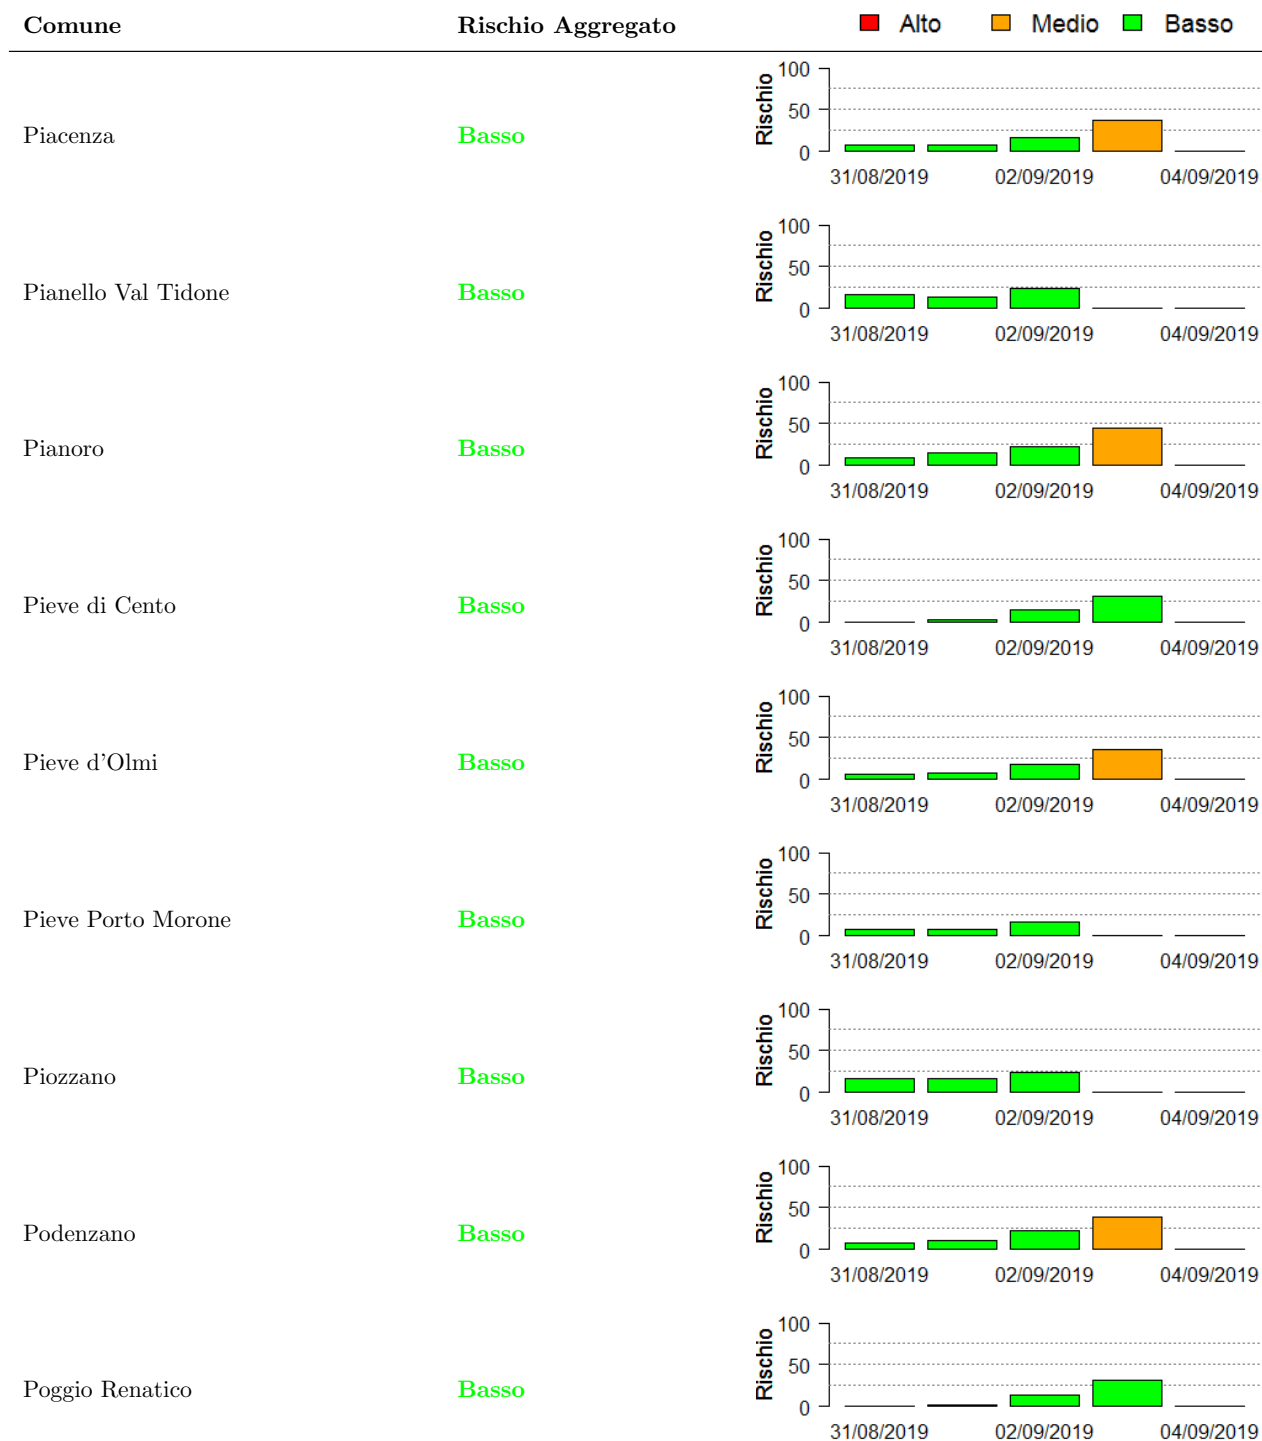 Comune Rischio Aggregato Alto Medio Basso
Piacenza Basso
Rischio
100
50
0
31/08/2019 02/09/2019 04/09/2019
Pianello Val Tidone Basso
Rischio
100
50
0
31/08/2019 02/09/2019 04/09/2019
Pianoro Basso
Rischio
100
50
0
31/08/2019 02/09/2019 04/09/2019
Pieve di Cento Basso
Rischio
100
50
0
31/08/2019 02/09/2019 04/09/2019
Pieve d'Olmi Basso
Rischio
100
50
0
31/08/2019 02/09/2019 04/09/2019
Pieve Porto Morone Basso
Rischio
100
50
0
31/08/2019 02/09/2019 04/09/2019
Piozzano Basso
Rischio
100
50
0
31/08/2019 02/09/2019 04/09/2019
Podenzano Basso
Rischio
100
50
0
31/08/2019 02/09/2019 04/09/2019
Poggio Renatico Basso
Rischio
100
50
0
31/08/2019 02/09/2019 04/09/2019